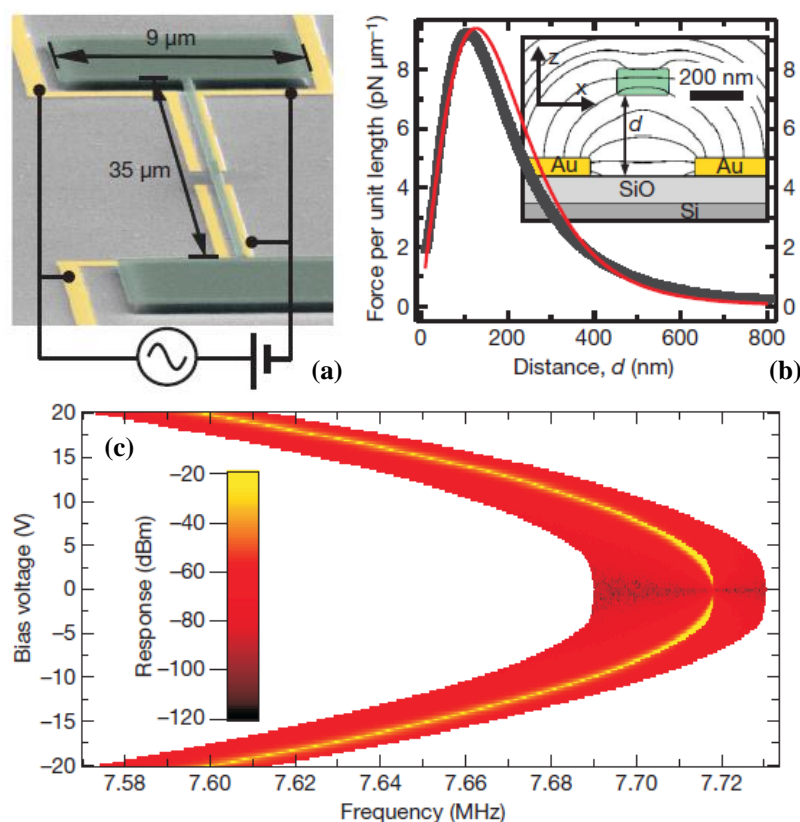 9 µm
35 µm
(a)
Force per unit length (pN µm⁻¹)
8
6
4
2
0
8
6
4
2
0
z
x
200 nm
d
Au
Au
SiO
Si
0
200
400
600
800
Distance, d (nm)
(b)
(c)
Bias voltage (V)
20
15
10
5
0
−5
−10
−15
−20
Response (dBm)
−20
−40
−60
−80
−100
−120
7.58
7.60
7.62
7.64
7.66
7.68
7.70
7.72
Frequency (MHz)